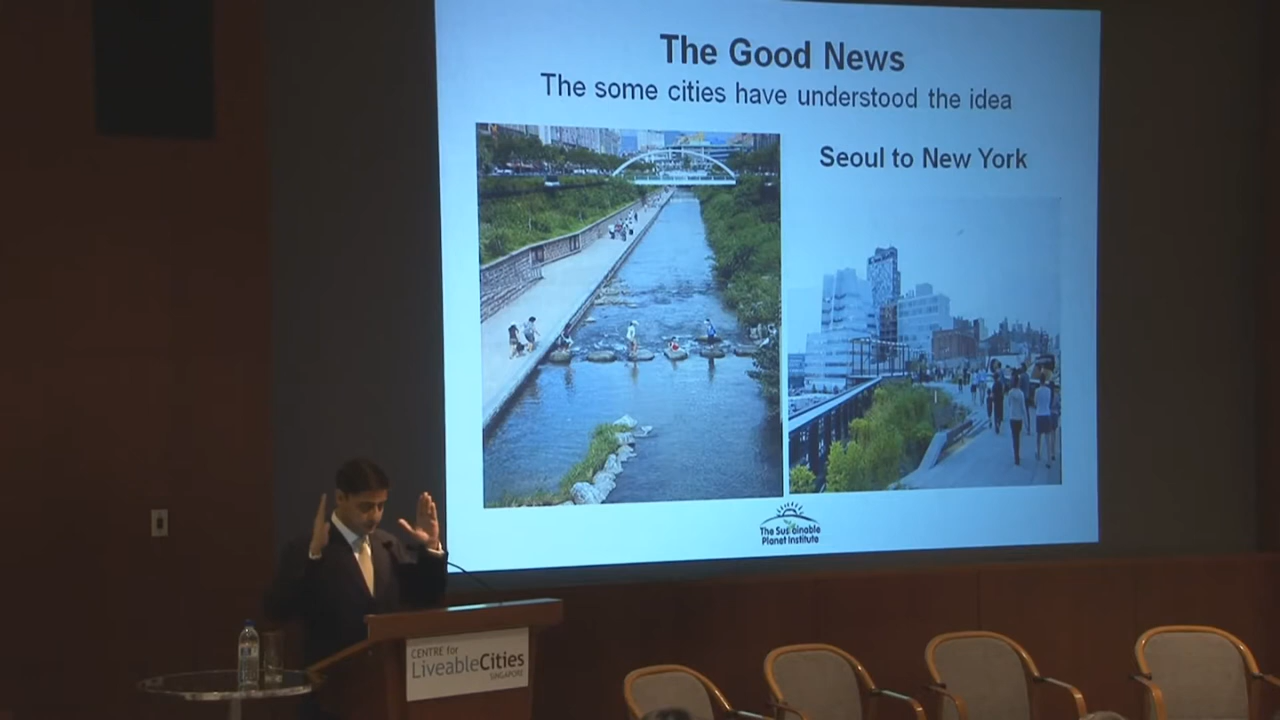 The Good News
The some cities have understood the idea
Seoul to New York
The Sustainable
Planet Institute
CENTRE for
LiveableCities
SINGAPORE